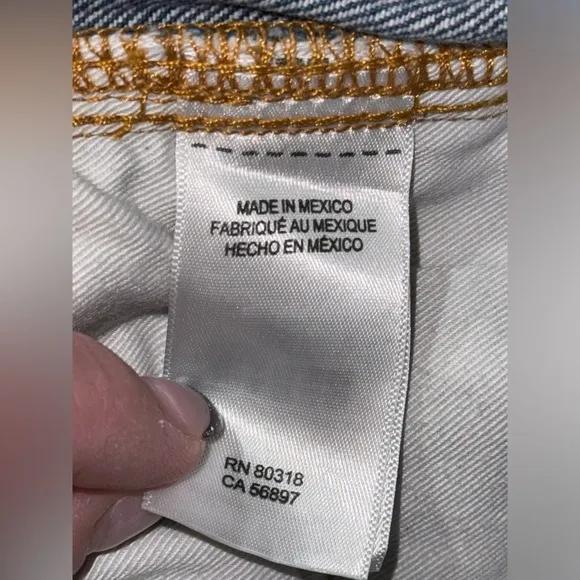 MADE IN MEXICO
FABRIQUÉ AU MEXIQUE
HECHO EN MÉXICO
RN 80318
CA 56897